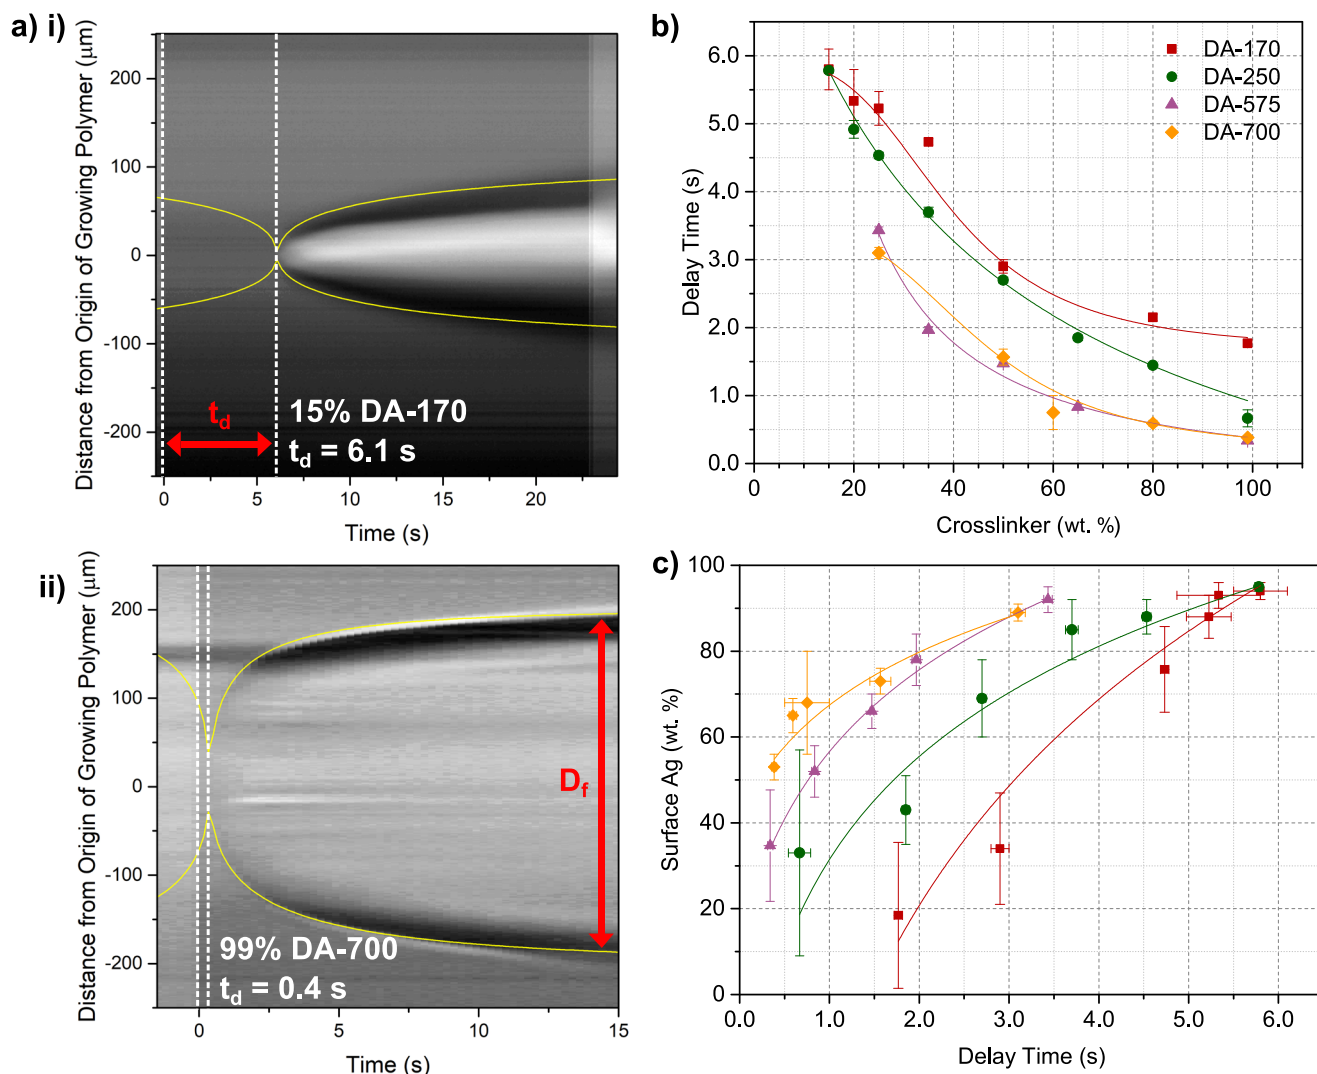 a) i)
Distance from Origin of Growing Polymer (μm)
200
100
0
-100
-200
t_d
15% DA-170
t_d = 6.1 s
0 5 10 15 20
Time (s)
b)
Delay Time (s)
6.0
5.0
4.0
3.0
2.0
1.0
0.0
DA-170
DA-250
DA-575
DA-700
0 20 40 60 80 100
Crosslinker (wt. %)
ii)
Distance from Origin of Growing Polymer (μm)
200
100
0
-100
-200
D_f
99% DA-700
t_d = 0.4 s
0 5 10 15
Time (s)
c)
Surface Ag (wt. %)
100
80
60
40
20
0
0.0 1.0 2.0 3.0 4.0 5.0 6.0
Delay Time (s)